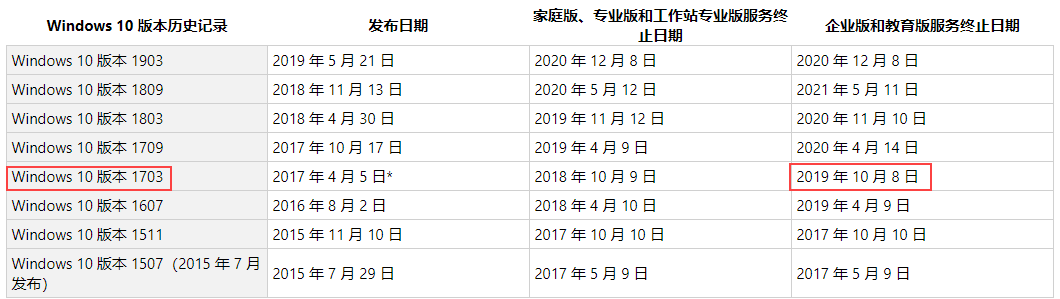 Windows 10 版本历史记录 发布日期 家庭版、专业版和工作站专业版服务终 企业版和教育版服务终止日期
止日期
Windows 10 版本 1903 2019 年 5 月 21 日 2020 年 12 月 8 日 2020 年 12 月 8 日
Windows 10 版本 1809 2018 年 11 月 13 日 2020 年 5 月 12 日 2021 年 5 月 11 日
Windows 10 版本 1803 2018 年 4 月 30 日 2019 年 11 月 12 日 2020 年 11 月 10 日
Windows 10 版本 1709 2017 年 10 月 17 日 2019 年 4 月 9 日 2020 年 4 月 14 日
Windows 10 版本 1703 2017 年 4 月 5 日* 2018 年 10 月 9 日 2019 年 10 月 8 日
Windows 10 版本 1607 2016 年 8 月 2 日 2018 年 4 月 10 日 2019 年 4 月 9 日
Windows 10 版本 1511 2015 年 11 月 10 日 2017 年 10 月 10 日 2017 年 10 月 10 日
Windows 10 版本 1507（2015 年 7 月 2015 年 7 月 29 日 2017 年 5 月 9 日 2017 年 5 月 9 日
发布）